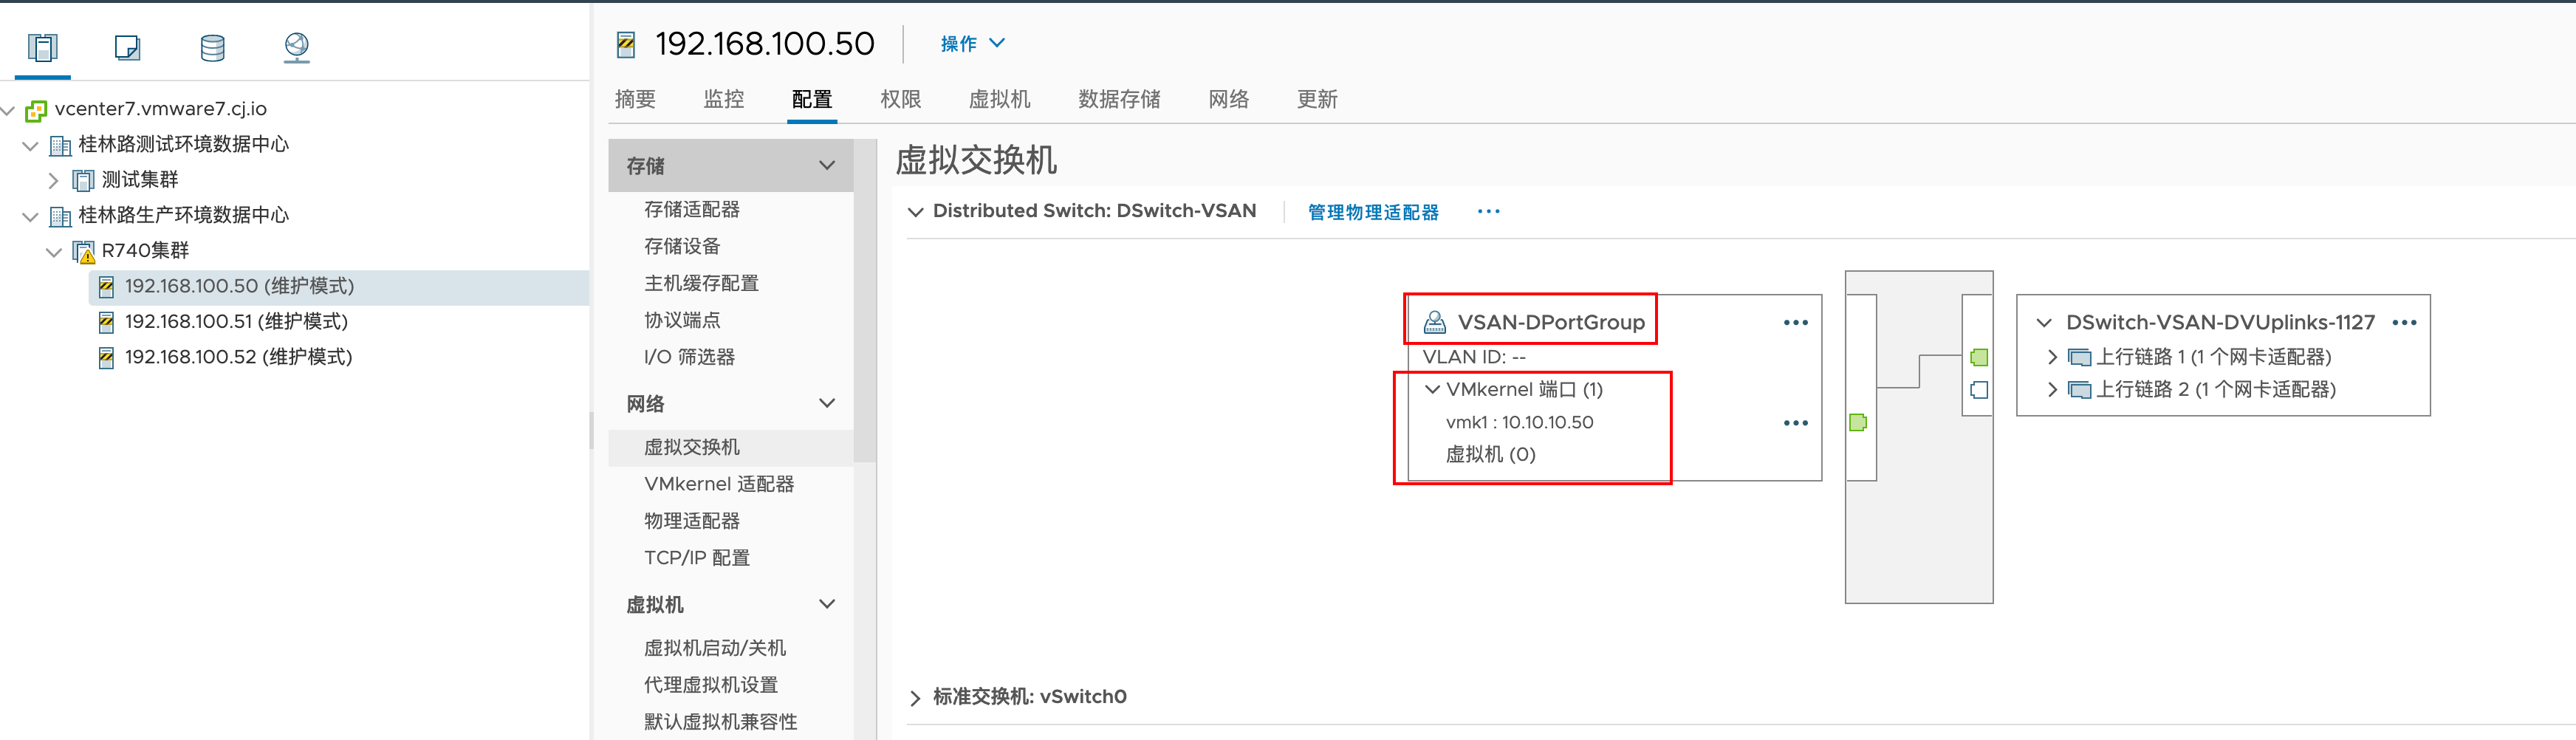 192.168.100.50
操作
摘要
监控
配置
权限
虚拟机
数据存储
网络
更新
vcenter7.vmware7.cj.io
桂林路测试环境数据中心
测试集群
桂林路生产环境数据中心
R740集群
192.168.100.50 (维护模式)
192.168.100.51 (维护模式)
192.168.100.52 (维护模式)
存储
存储适配器
存储设备
主机缓存配置
协议端点
I/O 筛选器
网络
虚拟交换机
VMkernel 适配器
物理适配器
TCP/IP 配置
虚拟机
虚拟机启动/关机
代理虚拟机设置
默认虚拟机兼容性
虚拟交换机
Distributed Switch: DSwitch-VSAN
管理物理适配器
VSAN-DPortGroup
VLAN ID: --
VMkernel 端口 (1)
vmk1 : 10.10.10.50
虚拟机 (0)
DSwitch-VSAN-DVUplinks-1127
上行链路 1 (1 个网卡适配器)
上行链路 2 (1 个网卡适配器)
标准交换机: vSwitch0